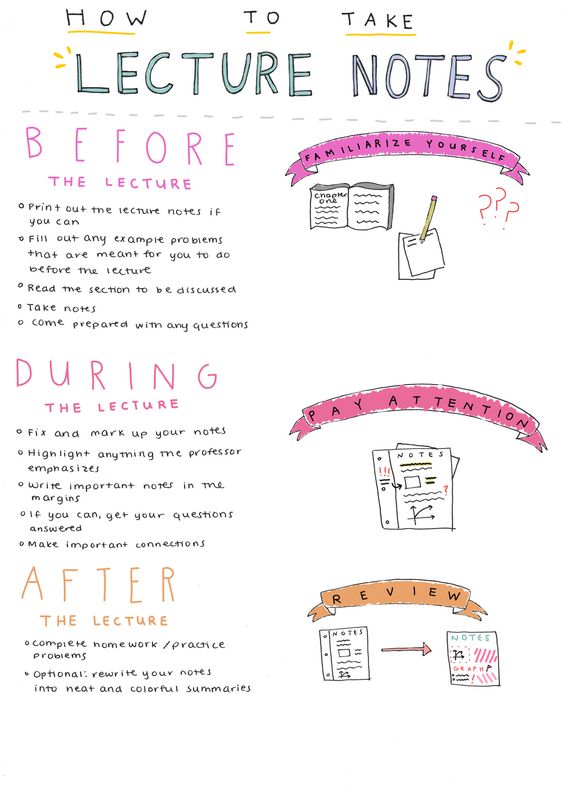 HOW TO TAKE
LECTURE NOTES
BEFORE
THE LECTURE
FAMILIARIZE YOURSELF
Chapter
one
???
Print out the lecture notes if
you can
Fill out any example problems
that are meant for you to do
before the lecture
Read the section to be discussed
Take notes
Come prepared with any questions
DURING
THE LECTURE
PAY ATTENTION
NOTES
!!!
?
Fix and mark up your notes
Highlight anything the professor
emphasizes
Write important notes in the
margins
If you can, get your questions
answered
Make important connections
AFTER
THE LECTURE
REVIEW
NOTES
NOTES
GRAPH
!
Complete homework / practice
problems
Optional: rewrite your notes
into neat and colorful summaries